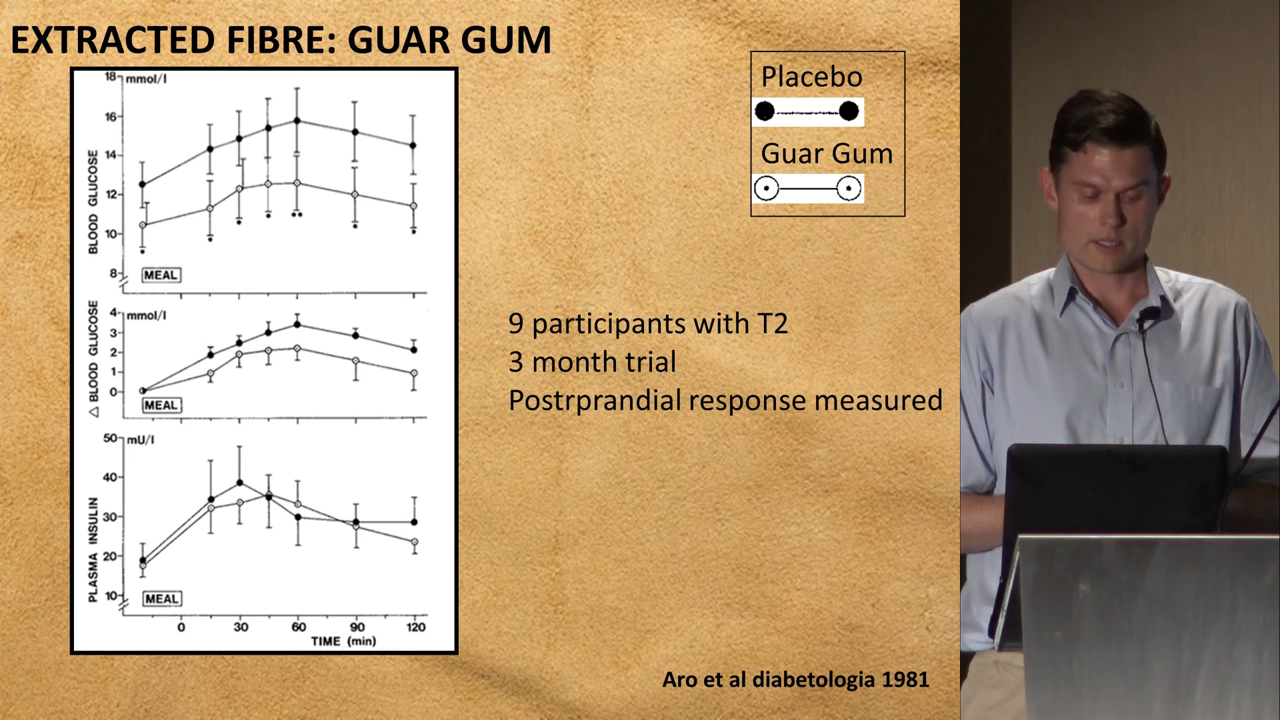 EXTRACTED FIBRE: GUAR GUM
18
mmol/l
16
14
12
10
8
BLOOD GLUCOSE
MEAL
4
mmol/l
3
2
1
0
△ BLOOD GLUCOSE
MEAL
50
mU/l
40
30
20
10
PLASMA INSULIN
MEAL
0 30 60 90 120
TIME (min)
Placebo
Guar Gum
9 participants with T2
3 month trial
Postrprandial response measured
Aro et al diabetologia 1981